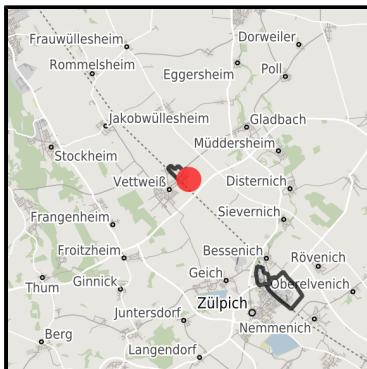 Frauwüllesheim
Dorweiler
Rommelsheim
Eggersheim
Poll
Jakobwüllesheim
Gladbach
Stockheim
Müddersheim
Vettweiß
Disternich
Sievernich
Frangenheim
Froitzheim
Bessenich
Rövenich
Thum
Ginnick
Geich
Oberelvenich
Zülpich
Juntersdorf
Nemmenich
Berg
Langendorf